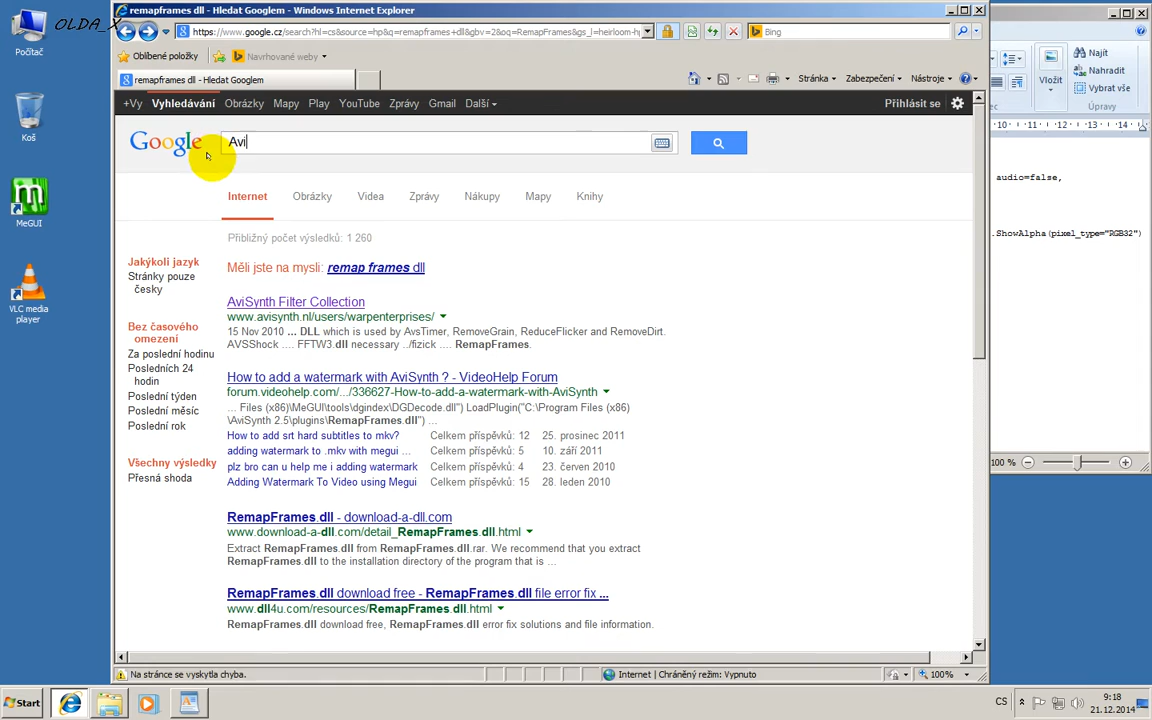 remapframes dll - Hledat Googlem - Windows Internet Explorer
OLDA_X
Počítač
Koš
MeGUI
VLC media player
https://www.google.cz/search?hl=cs&source=hp&q=remapframes+dll&gbv=2&oq=RemapFrames&gs_l=heirloom-h
Bing
Oblíbené položky
Navrhované weby
remapframes dll - Hledat Googlem
Stránka
Zabezpečení
Nástroje
+Vy Vyhledávání Obrázky Mapy Play YouTube Zprávy Gmail Další
Přihlásit se
Google
Avi
Internet Obrázky Videa Zprávy Nákupy Mapy Knihy
Přibližný počet výsledků: 1 260
Jakýkoli jazyk
Stránky pouze česky
Bez časového omezení
Za poslední hodinu
Posledních 24 hodin
Poslední týden
Poslední měsíc
Poslední rok
Všechny výsledky
Přesná shoda
Měli jste na mysli: remap frames dll
AviSynth Filter Collection
www.avisynth.nl/users/warpenterprises/
15 Nov 2010 ... DLL which is used by AvsTimer, RemoveGrain, ReduceFlicker and RemoveDirt.
AVSShock .... FFTW3.dll necessary ../fizick .... RemapFrames.
How to add a watermark with AviSynth ? - VideoHelp Forum
forum.videohelp.com/.../336627-How-to-add-a-watermark-with-AviSynth
... Files (x86)\MeGUI\tools\dgindex\DGDecode.dll") LoadPlugin("C:\Program Files (x86)
\AviSynth 2.5\plugins\RemapFrames.dll") ...
How to add srt hard subtitles to mkv? Celkem příspěvků: 12 25. prosinec 2011
adding watermark to .mkv with megui ... Celkem příspěvků: 5 10. září 2011
plz bro can u help me i adding watermark Celkem příspěvků: 4 23. červen 2010
Adding Watermark To Video using Megui Celkem příspěvků: 15 28. leden 2010
RemapFrames.dll - download-a-dll.com
www.download-a-dll.com/detail_RemapFrames.dll.html
Extract RemapFrames.dll from RemapFrames.dll.rar. We recommend that you extract
RemapFrames.dll to the installation directory of the program that is ...
RemapFrames.dll download free - RemapFrames.dll file error fix ...
www.dll4u.com/resources/RemapFrames.dll.html
RemapFrames.dll download free, RemapFrames.dll error fix solutions and file information.
Na stránce se vyskytla chyba.
Internet | Chráněný režim: Vypnuto
100%
Vložit
Najít
Nahradit
Vybrat vše
Úpravy
10 11 12 13 14
audio=false,
.ShowAlpha(pixel_type="RGB32")
100 %
Start
CS
9:18
21.12.2014